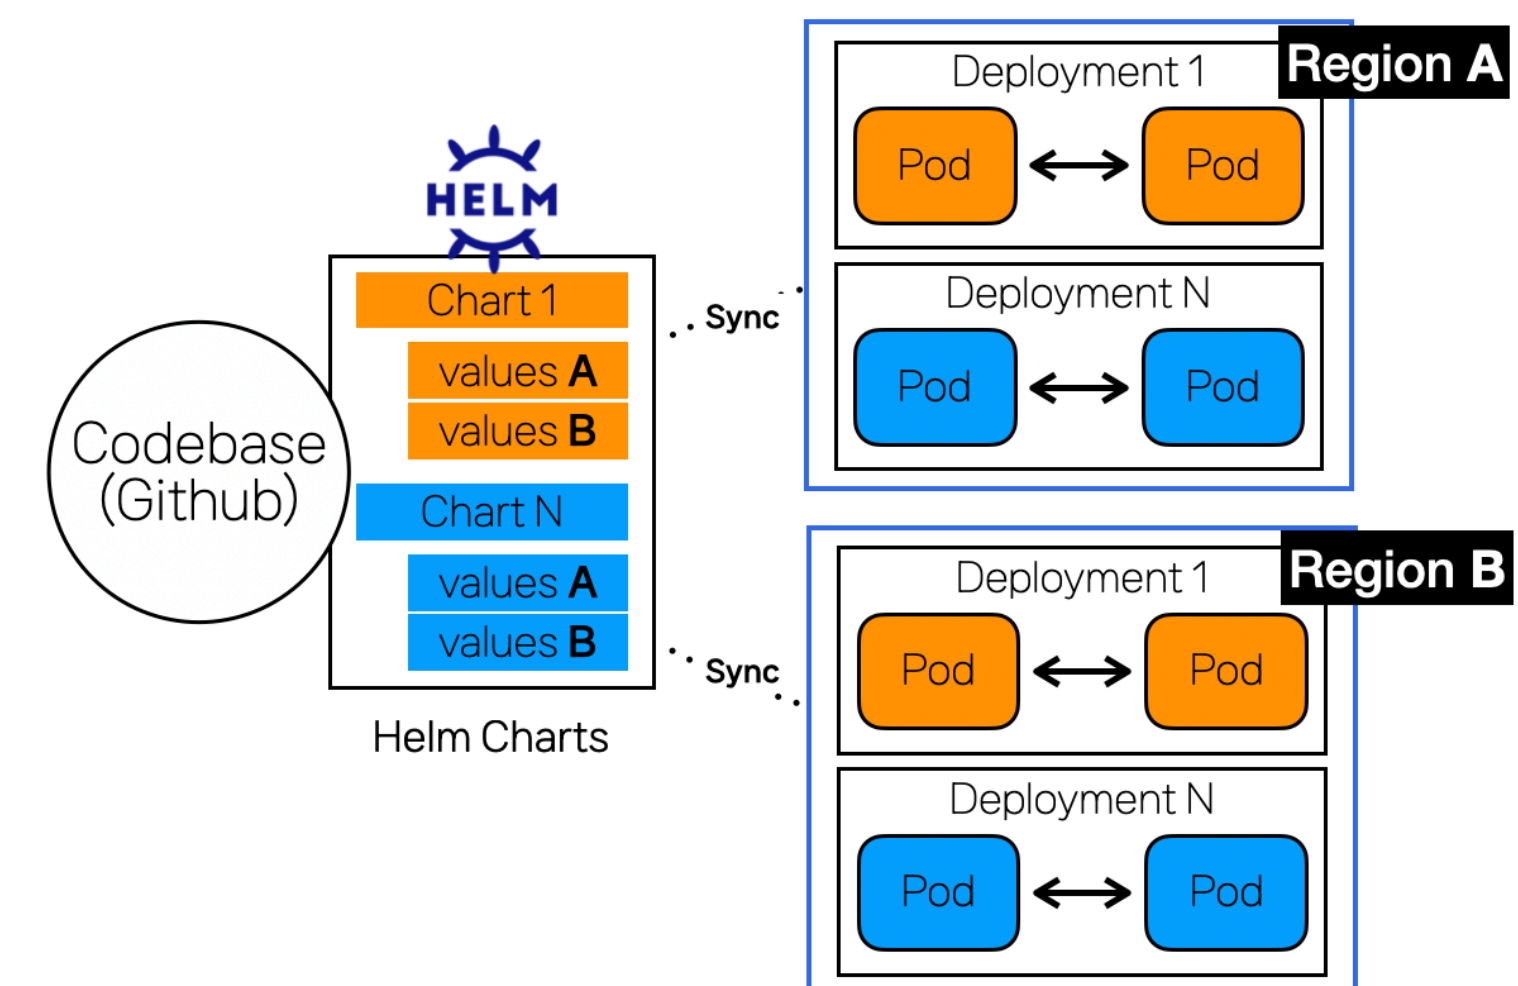 HELM
Codebase
(Github)
Chart 1
values A
values B
Chart N
values A
values B
Helm Charts
Sync
Sync
Region A
Deployment 1
Pod
Pod
Deployment N
Pod
Pod
Region B
Deployment 1
Pod
Pod
Deployment N
Pod
Pod